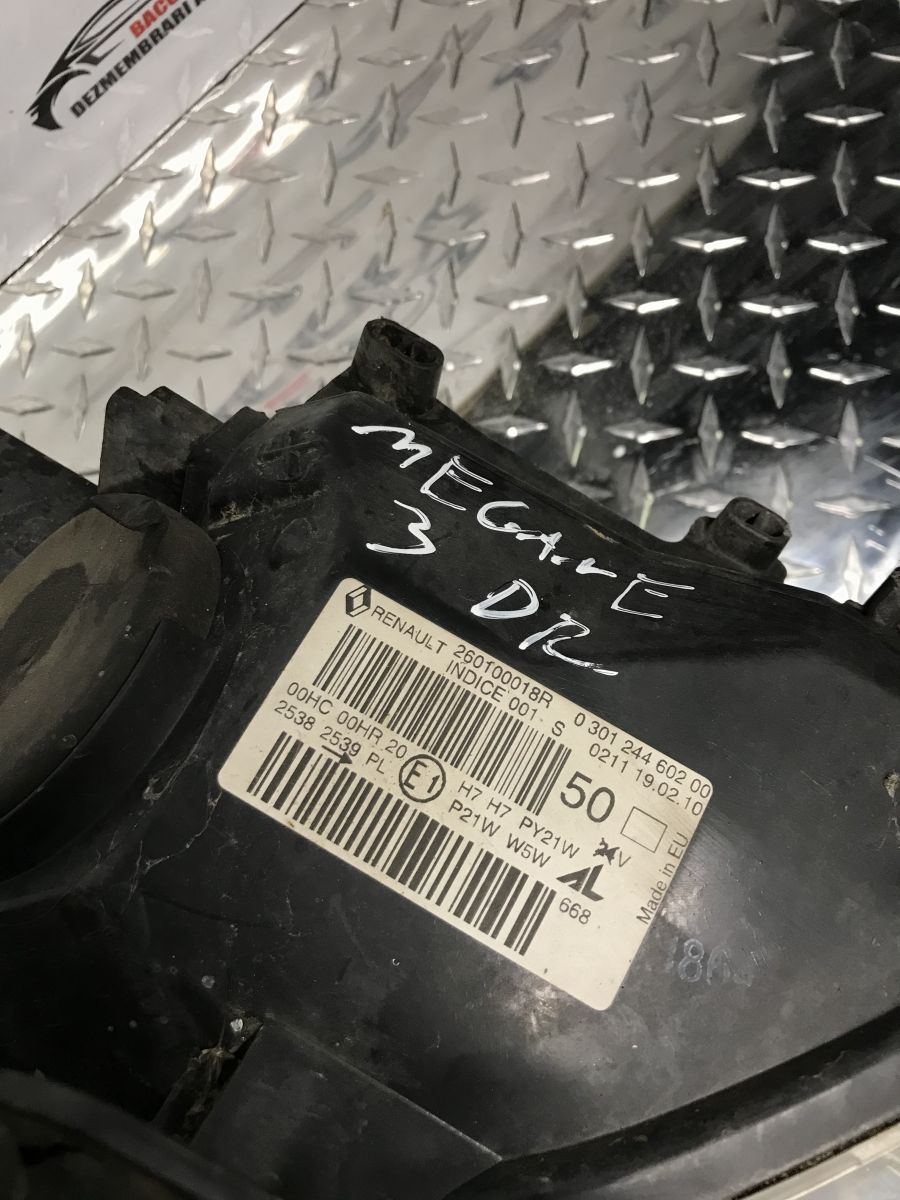 DEZMEMBRARI
MEGANE
3 DR
RENAULT 260100018R 0 301 244 602 00
INDICE 001. S 0211 19.02.10
50
00HC 00HR 20 E1 H7 H7 PY21W
2538 2539 PL P21W W5W
AL
668
Made in EU